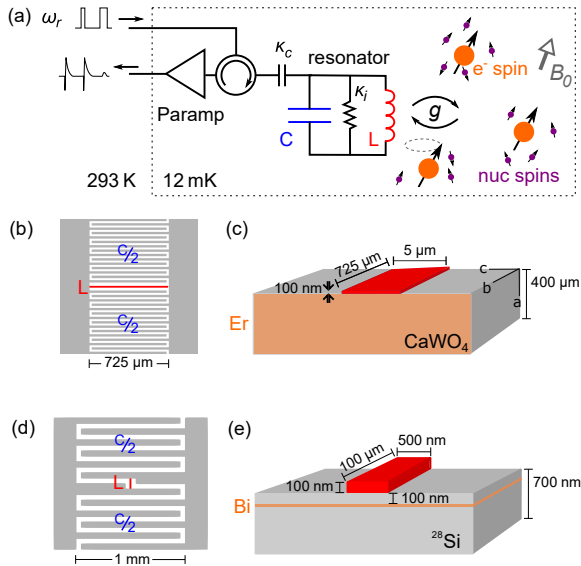 (a)
ω_r
κ_c
resonator
e⁻ spin
B_0
Paramp
κ_i
g
C
L
nuc spins
293 K
12 mK
(b)
C/2
L
C/2
725 μm
(c)
725 μm
5 μm
100 nm
c
b
a
400 μm
Er
CaWO₄
(d)
C/2
L
C/2
1 mm
(e)
100 μm
500 nm
100 nm
100 nm
700 nm
Bi
²⁸Si